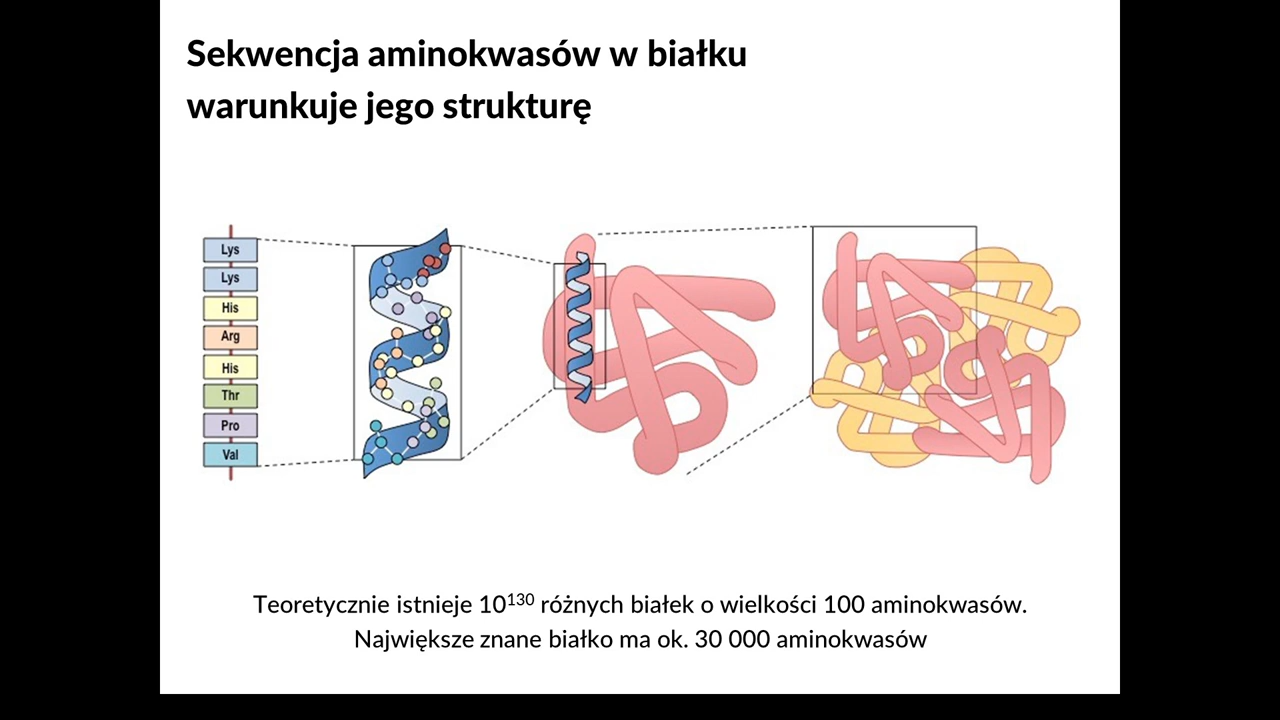 Sekwencja aminokwasów w białku
warunkuje jego strukturę
Lys
Lys
His
Arg
His
Thr
Pro
Val
Teoretycznie istnieje 10¹³⁰ różnych białek o wielkości 100 aminokwasów.
Największe znane białko ma ok. 30 000 aminokwasów